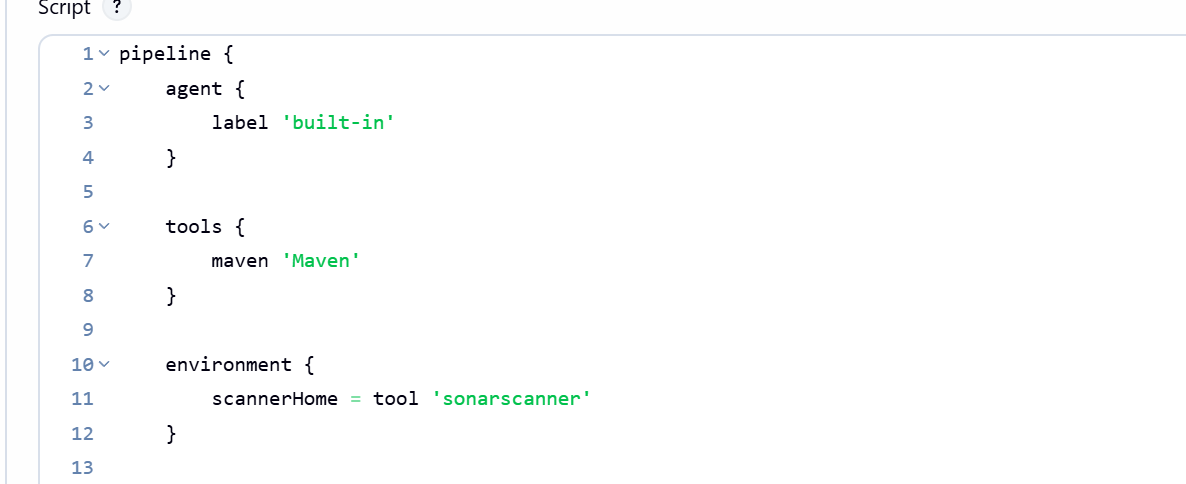 Script ?
1 pipeline {
2     agent {
3         label 'built-in'
4     }
5
6     tools {
7         maven 'Maven'
8     }
9
10     environment {
11         scannerHome = tool 'sonarscanner'
12     }
13